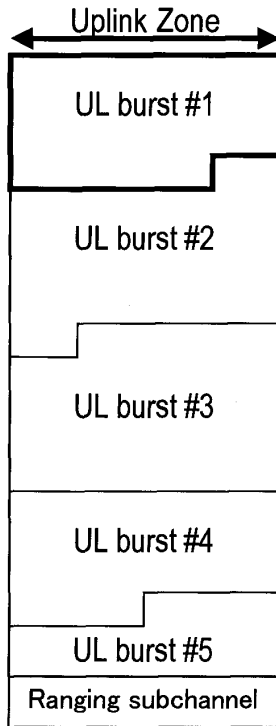 Uplink Zone
UL burst #1
UL burst #2
UL burst #3
UL burst #4
UL burst #5
Ranging subchannel